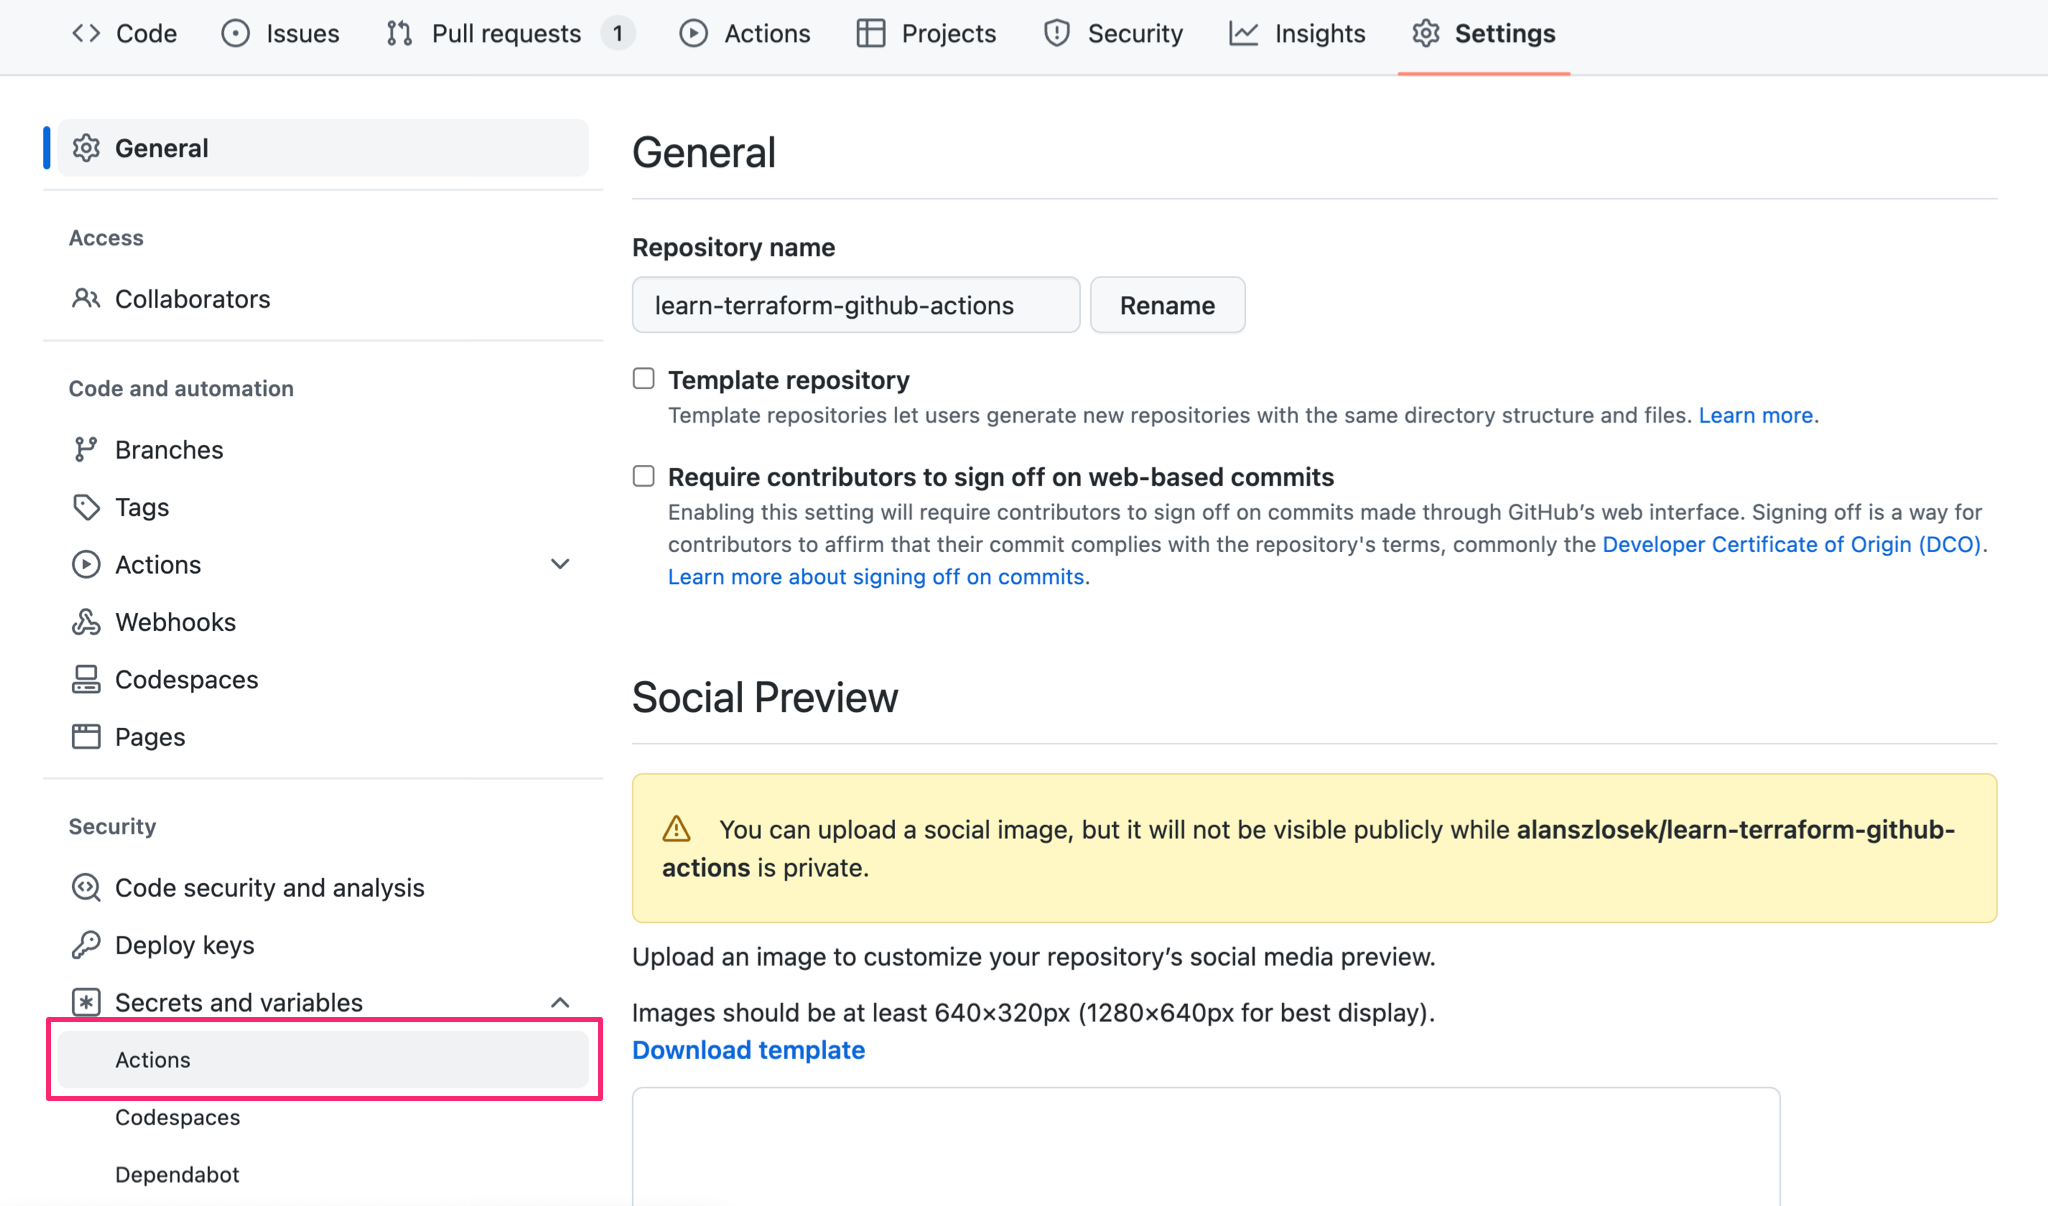 Code Issues Pull requests 1 Actions Projects Security Insights Settings
General
Access
Collaborators
Code and automation
Branches
Tags
Actions
Webhooks
Codespaces
Pages
Security
Code security and analysis
Deploy keys
Secrets and variables
Actions
Codespaces
Dependabot
General
Repository name
learn-terraform-github-actions Rename
Template repository
Template repositories let users generate new repositories with the same directory structure and files. Learn more.
Require contributors to sign off on web-based commits
Enabling this setting will require contributors to sign off on commits made through GitHub’s web interface. Signing off is a way for
contributors to affirm that their commit complies with the repository's terms, commonly the Developer Certificate of Origin (DCO).
Learn more about signing off on commits.
Social Preview
You can upload a social image, but it will not be visible publicly while alanszlosek/learn-terraform-github-
actions is private.
Upload an image to customize your repository’s social media preview.
Images should be at least 640×320px (1280×640px for best display).
Download template